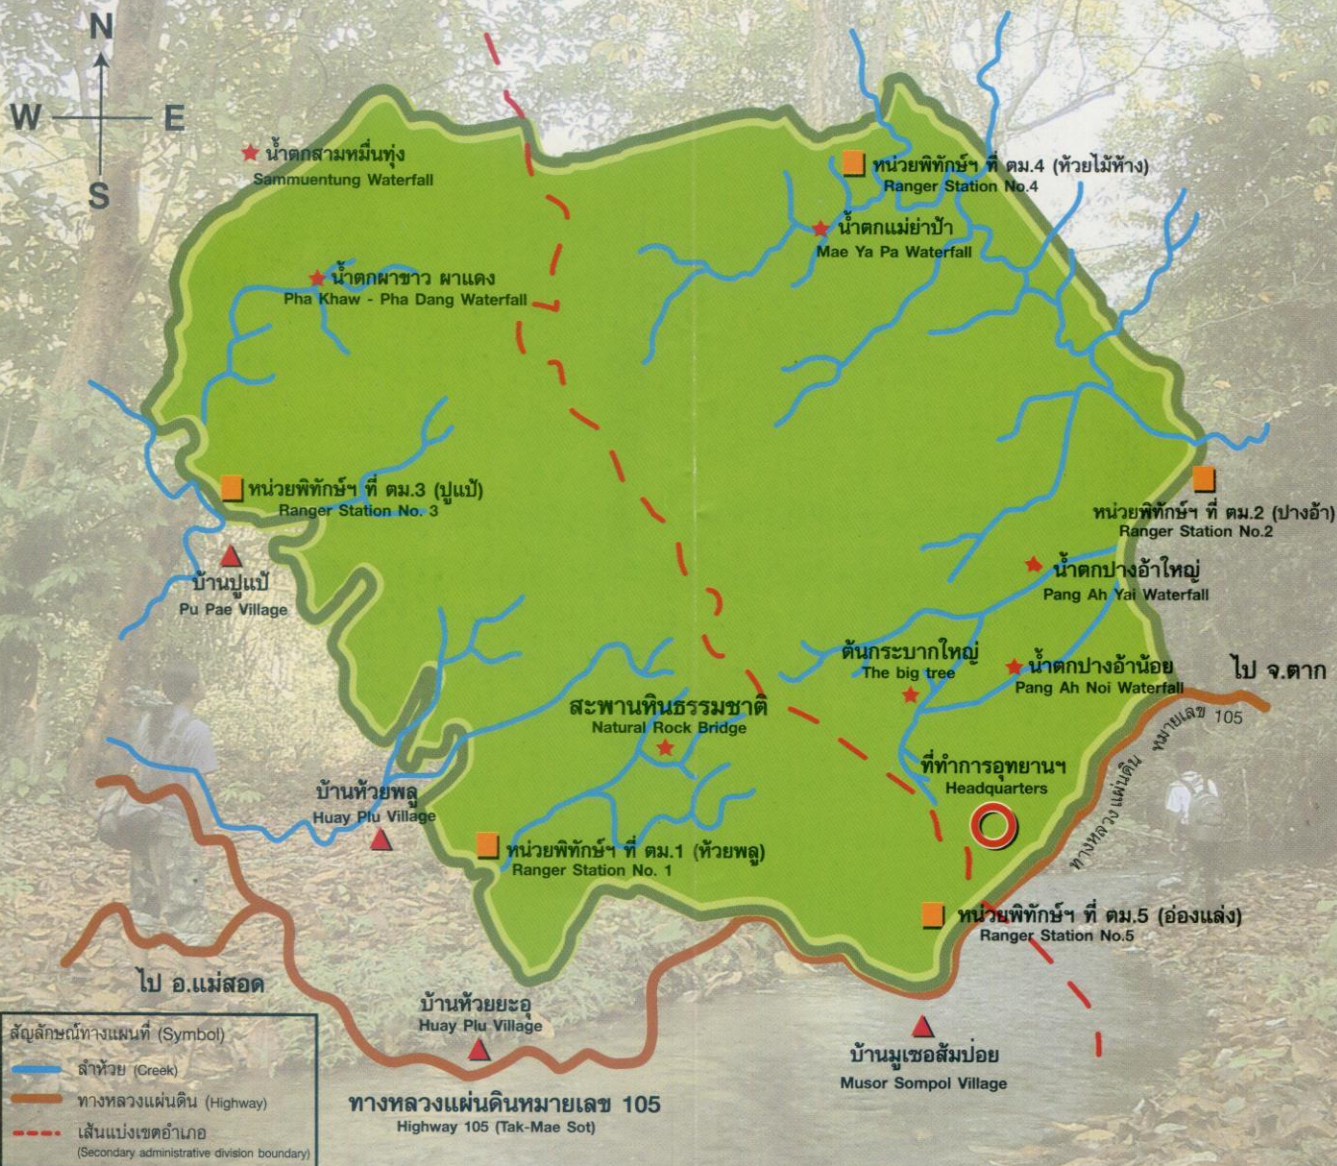 N
W E
S
น้ำตกสามหมื่นทุ่ง
Sammuentung Waterfall
หน่วยพิทักษ์ฯ ที่ ตม.4 (ห้วยไม้ห้าง)
Ranger Station No.4
น้ำตกแม่ย่าป้า
Mae Ya Pa Waterfall
น้ำตกผาขาว ผาแดง
Pha Khaw - Pha Dang Waterfall
หน่วยพิทักษ์ฯ ที่ ตม.3 (ปูแป้)
Ranger Station No. 3
หน่วยพิทักษ์ฯ ที่ ตม.2 (ปางอ้า)
Ranger Station No.2
บ้านปูแป้
Pu Pae Village
น้ำตกปางอ้าใหญ่
Pang Ah Yai Waterfall
ต้นกระบากใหญ่
The big tree
น้ำตกปางอ้าน้อย
Pang Ah Noi Waterfall
ไป จ.ตาก
สะพานหินธรรมชาติ
Natural Rock Bridge
ทางหลวงแผ่นดิน หมายเลข 105
ที่ทำการอุทยานฯ
Headquarters
บ้านห้วยพลู
Huay Plu Village
หน่วยพิทักษ์ฯ ที่ ตม.1 (ห้วยพลู)
Ranger Station No. 1
หน่วยพิทักษ์ฯ ที่ ตม.5 (อ่องแล่ง)
Ranger Station No.5
ไป อ.แม่สอด
บ้านห้วยยะอุ
Huay Plu Village
บ้านมูเซอส้มป่อย
Musor Sompol Village
ทางหลวงแผ่นดินหมายเลข 105
Highway 105 (Tak-Mae Sot)
สัญลักษณ์ทางแผนที่ (Symbol)
ลำห้วย (Creek)
ทางหลวงแผ่นดิน (Highway)
เส้นแบ่งเขตอำเภอ
(Secondary administrative division boundary)